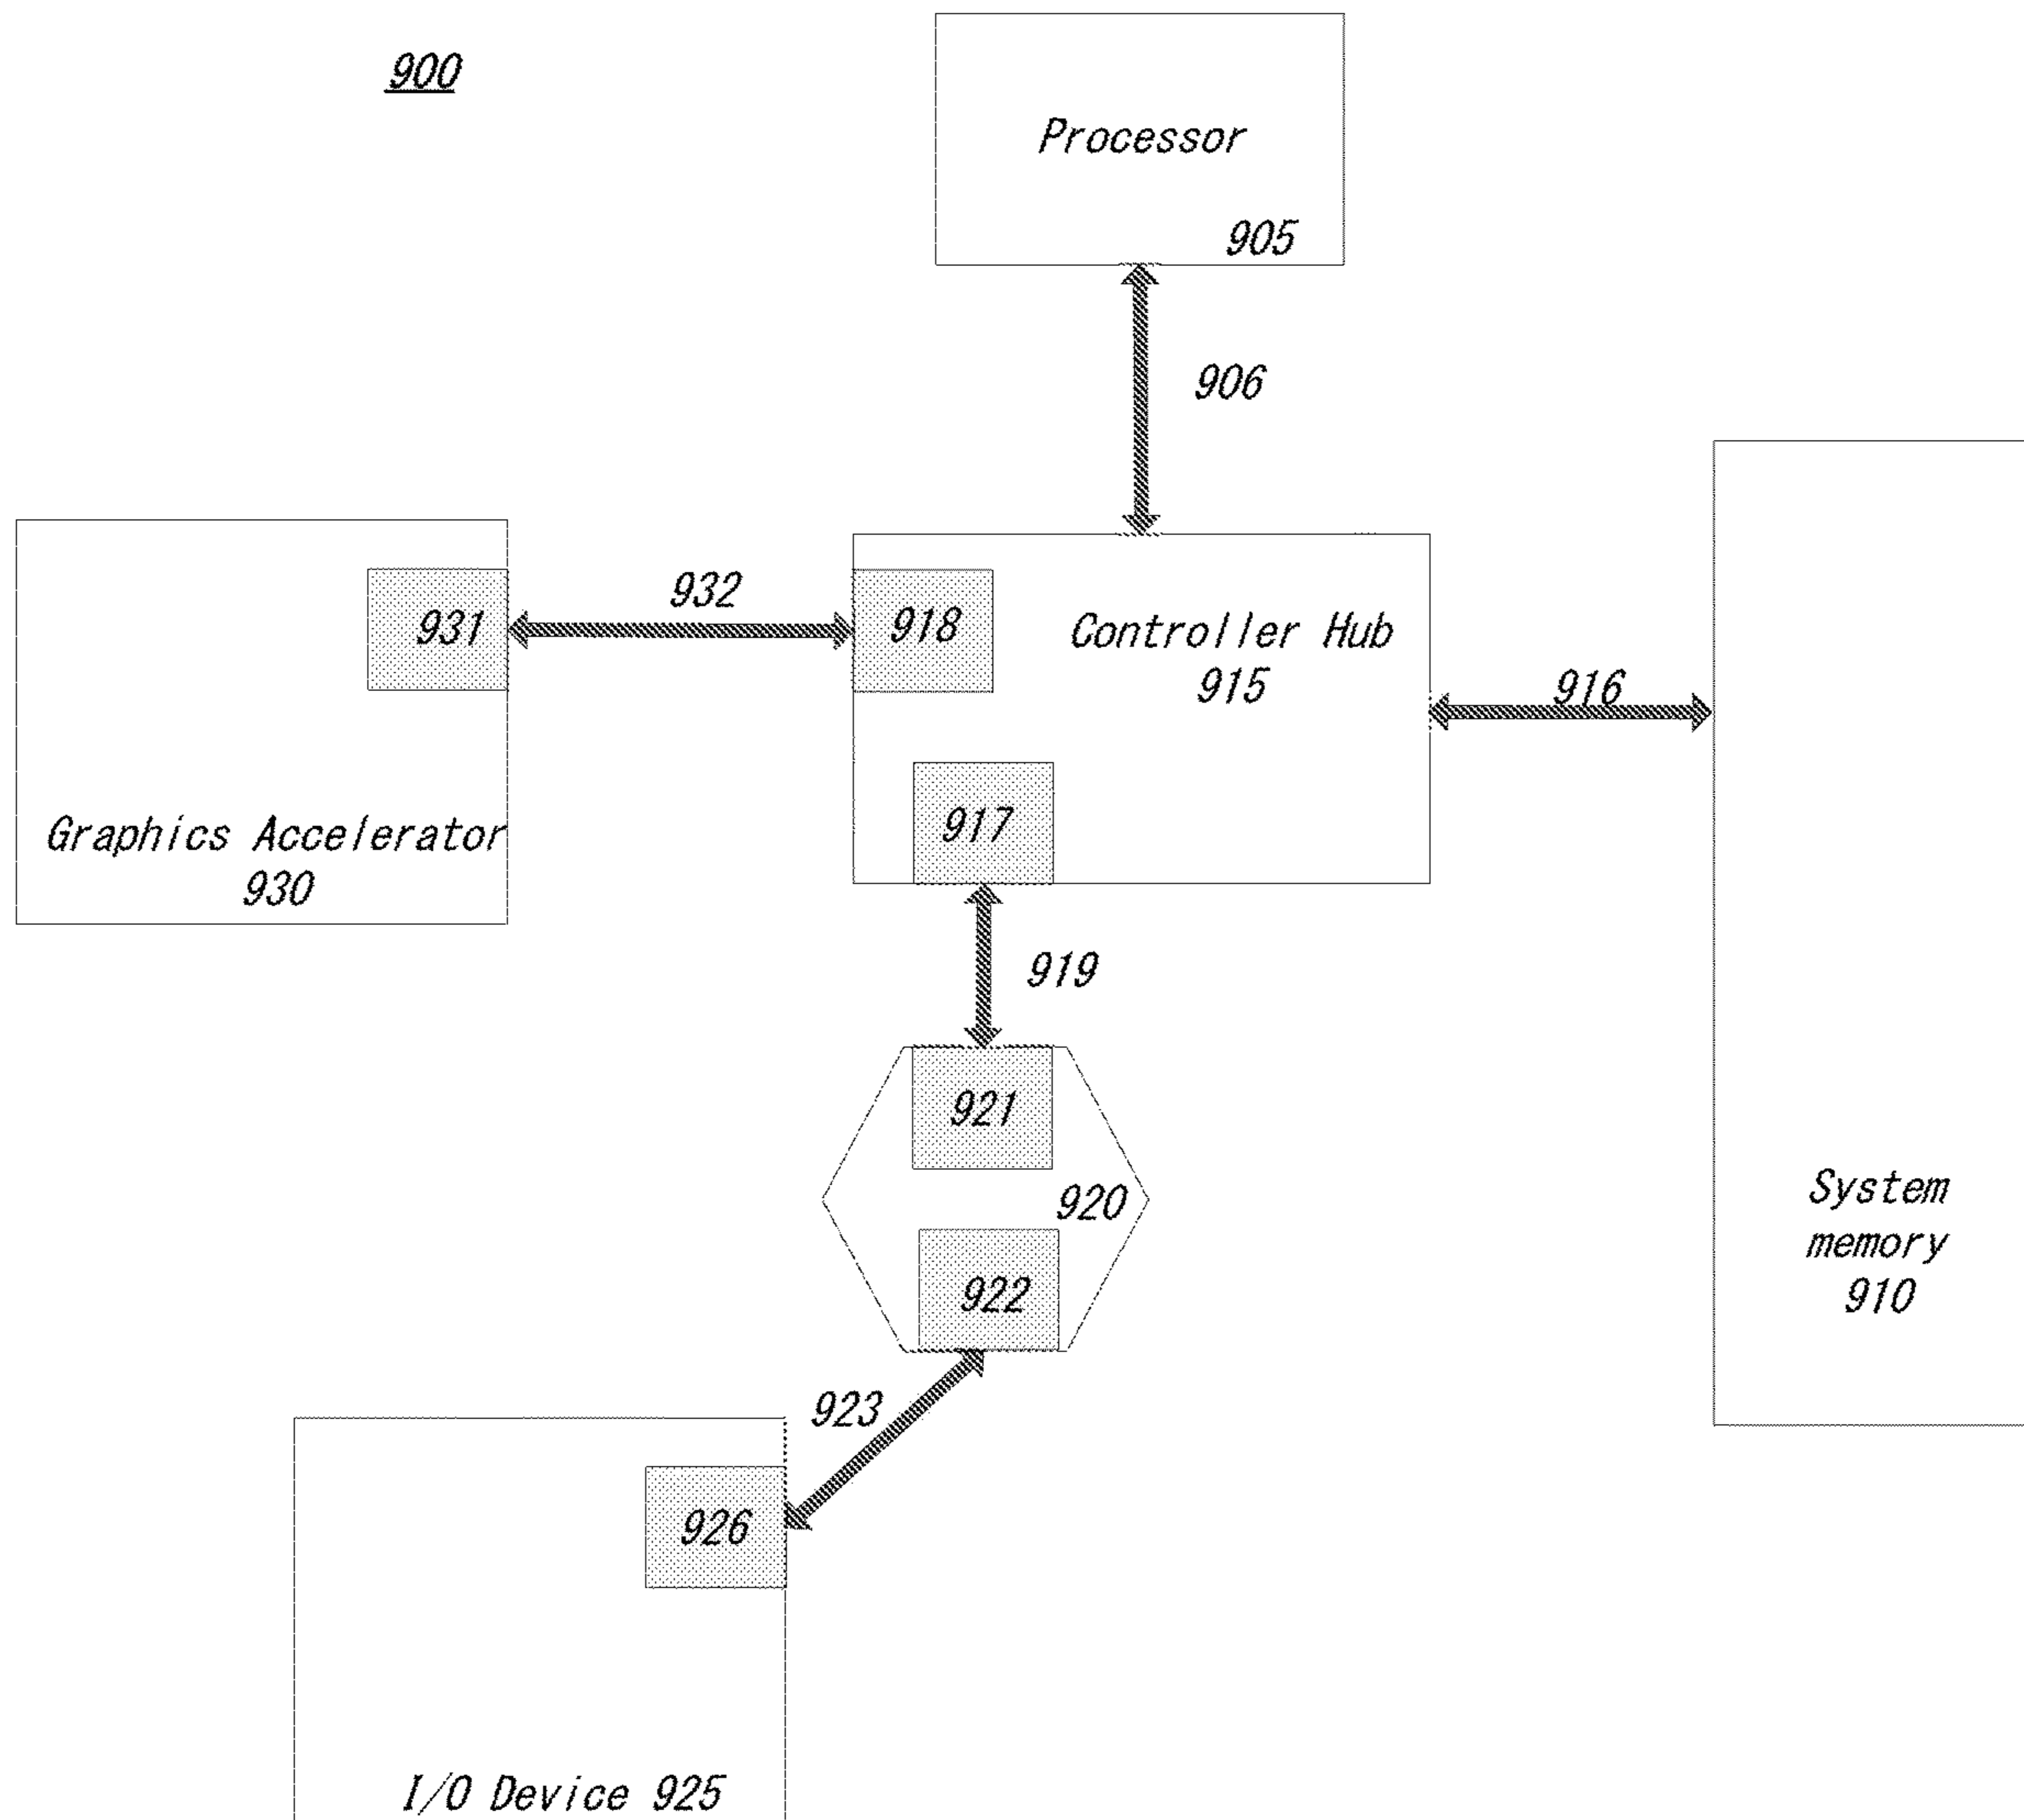 900
Processor
905
906
932
931
918
Controller Hub
915
916
917
Graphics Accelerator
930
919
921
920
922
System
memory
910
923
926
I/O Device 925